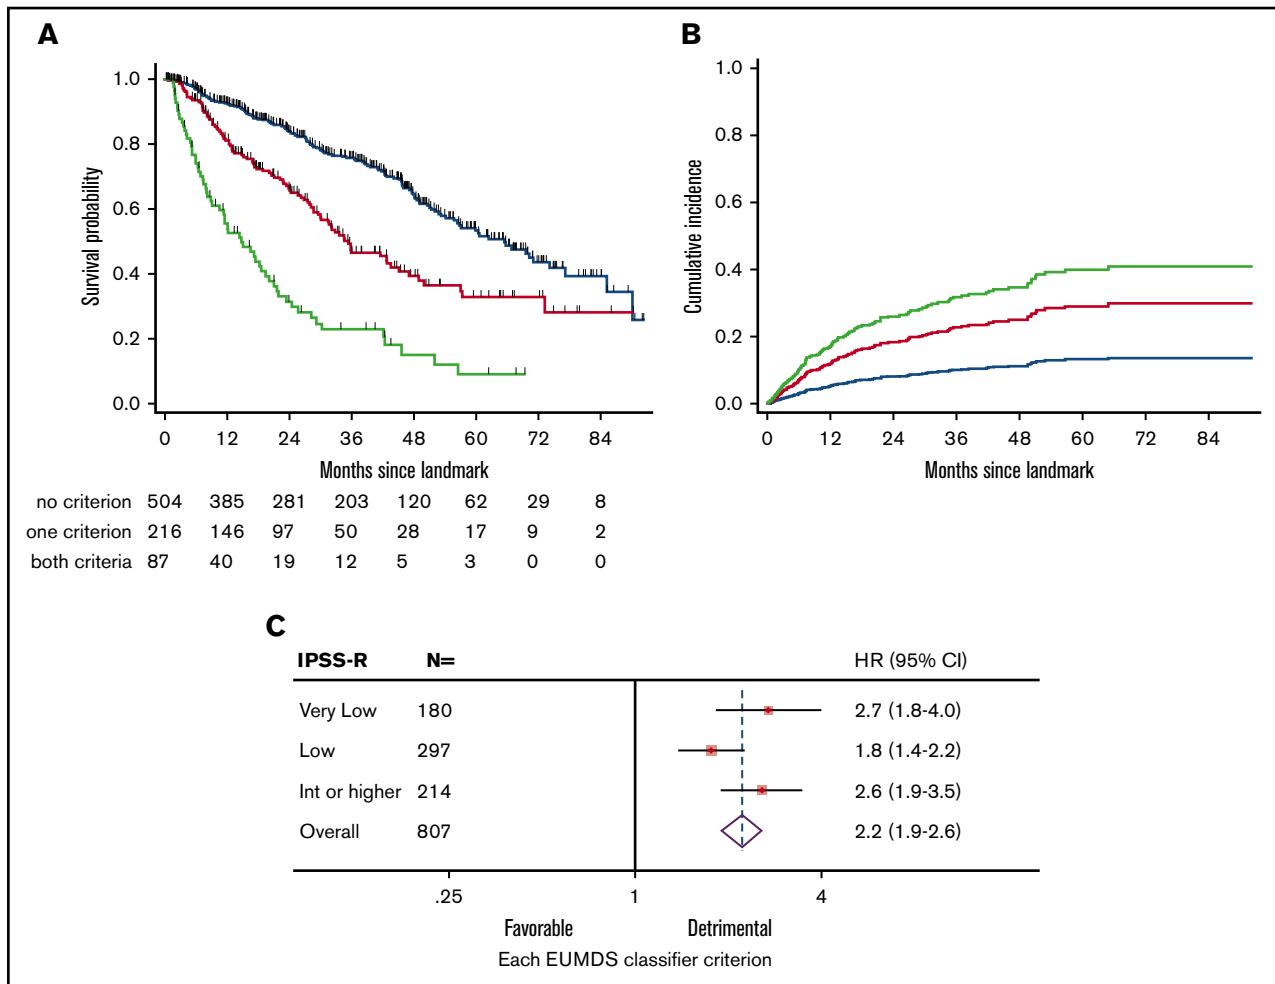 A
B
1.0
0.8
0.6
0.4
0.2
0.0
Survival probability
0 12 24 36 48 60 72 84
Months since landmark
no criterion 504 385 281 203 120 62 29 8
one criterion 216 146 97 50 28 17 9 2
both criteria 87 40 19 12 5 3 0 0
1.0
0.8
0.6
0.4
0.2
0.0
Cumulative incidence
0 12 24 36 48 60 72 84
Months since landmark
C
IPSS-R N= HR (95% CI)
Very Low 180 2.7 (1.8-4.0)
Low 297 1.8 (1.4-2.2)
Int or higher 214 2.6 (1.9-3.5)
Overall 807 2.2 (1.9-2.6)
.25 1 4
Favorable Detrimental
Each EUMDS classifier criterion